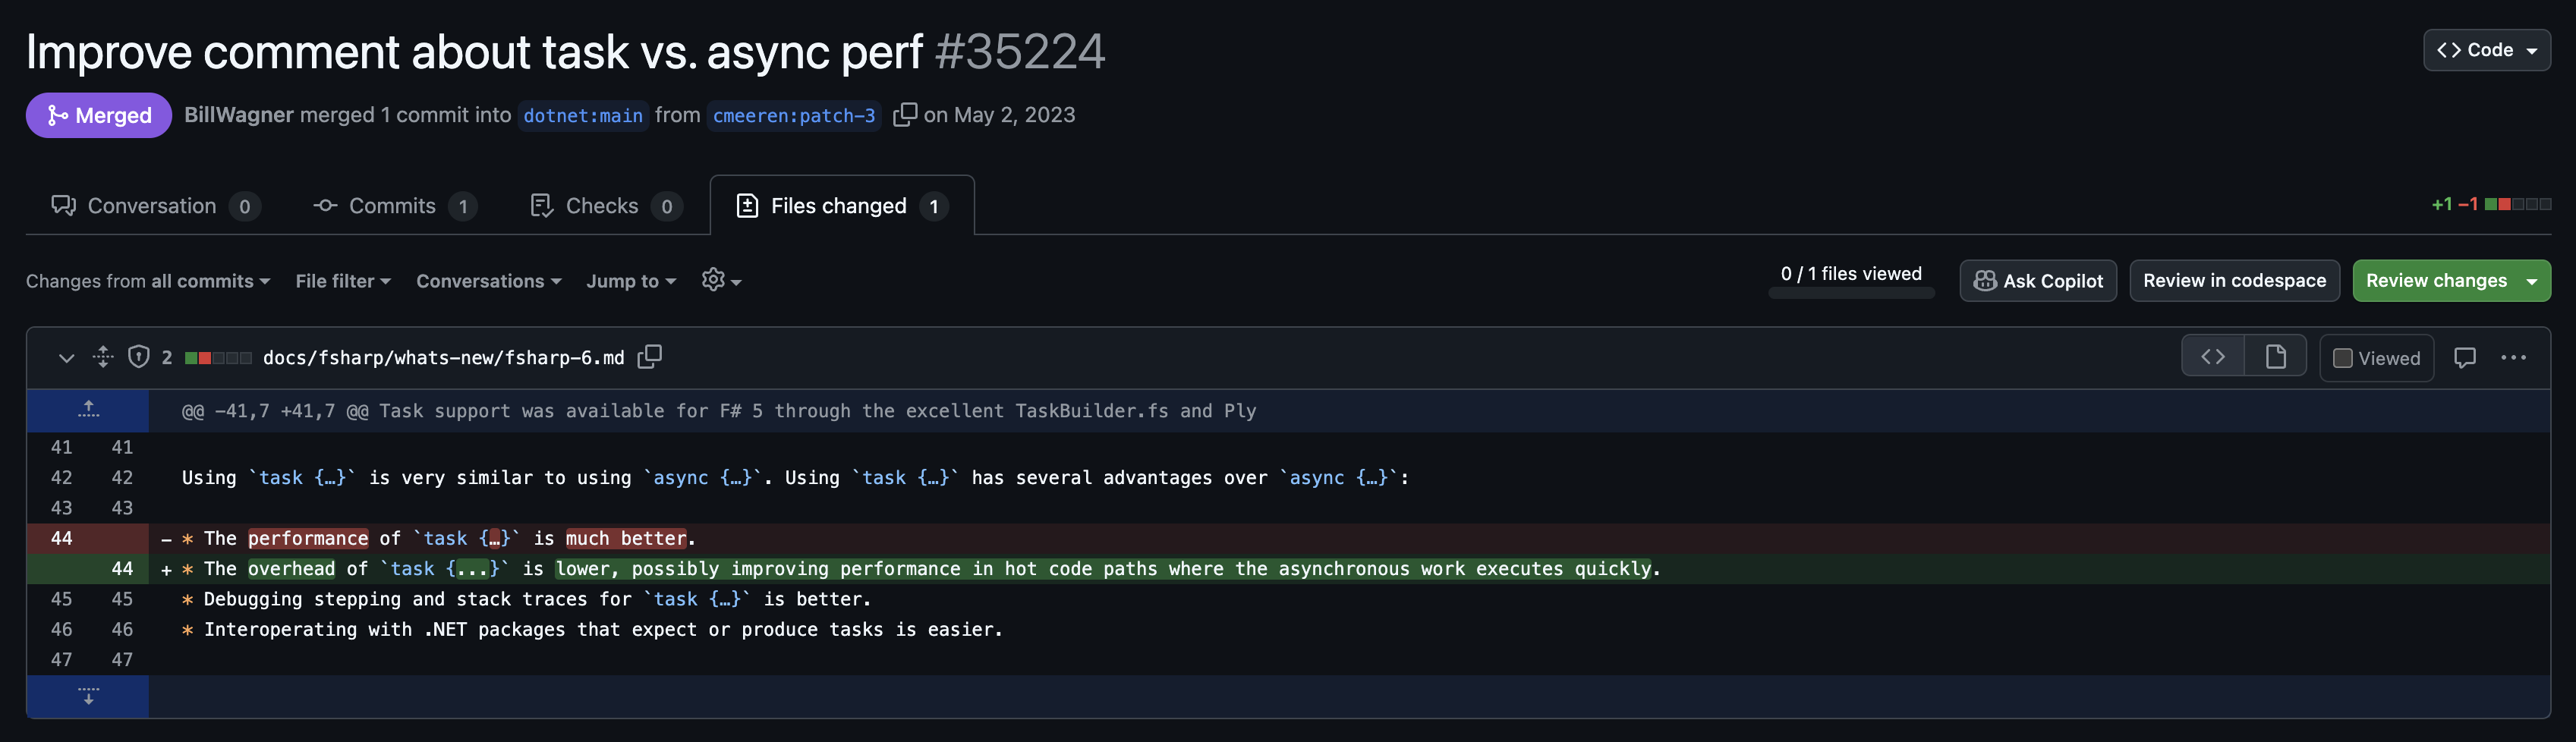 Improve comment about task vs. async perf #35224
<> Code
Merged BillWagner merged 1 commit into dotnet:main from cmeeren:patch-3 on May 2, 2023
Conversation 0 Commits 1 Checks 0 Files changed 1
+1 −1
Changes from all commits File filter Conversations Jump to
0 / 1 files viewed Ask Copilot Review in codespace Review changes
2 docs/fsharp/whats-new/fsharp-6.md <> Viewed
@@ -41,7 +41,7 @@ Task support was available for F# 5 through the excellent TaskBuilder.fs and Ply
41 41
42 42 Using `task {…}` is very similar to using `async {…}`. Using `task {…}` has several advantages over `async {…}`:
43 43
44 - * The performance of `task {…}` is much better.
44 + * The overhead of `task {...}` is lower, possibly improving performance in hot code paths where the asynchronous work executes quickly.
45 45 * Debugging stepping and stack traces for `task {…}` is better.
46 46 * Interoperating with .NET packages that expect or produce tasks is easier.
47 47